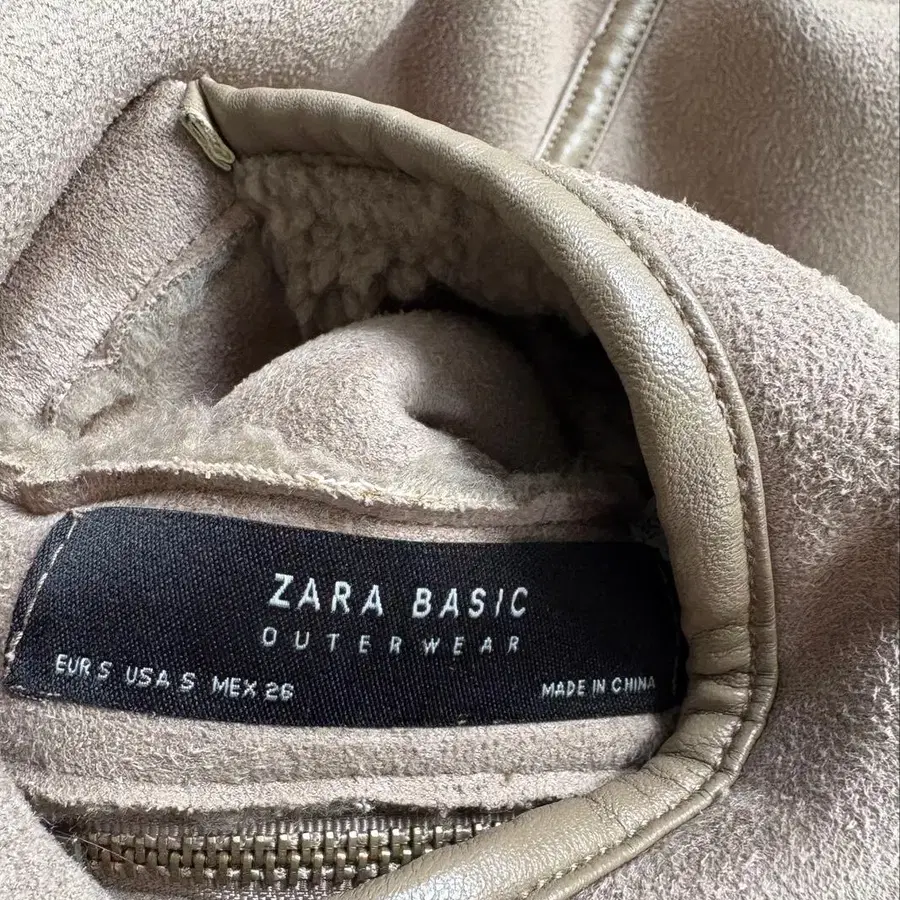 ZARA BASIC
OUTERWEAR
EUR S USA S MEX 26
MADE IN CHINA